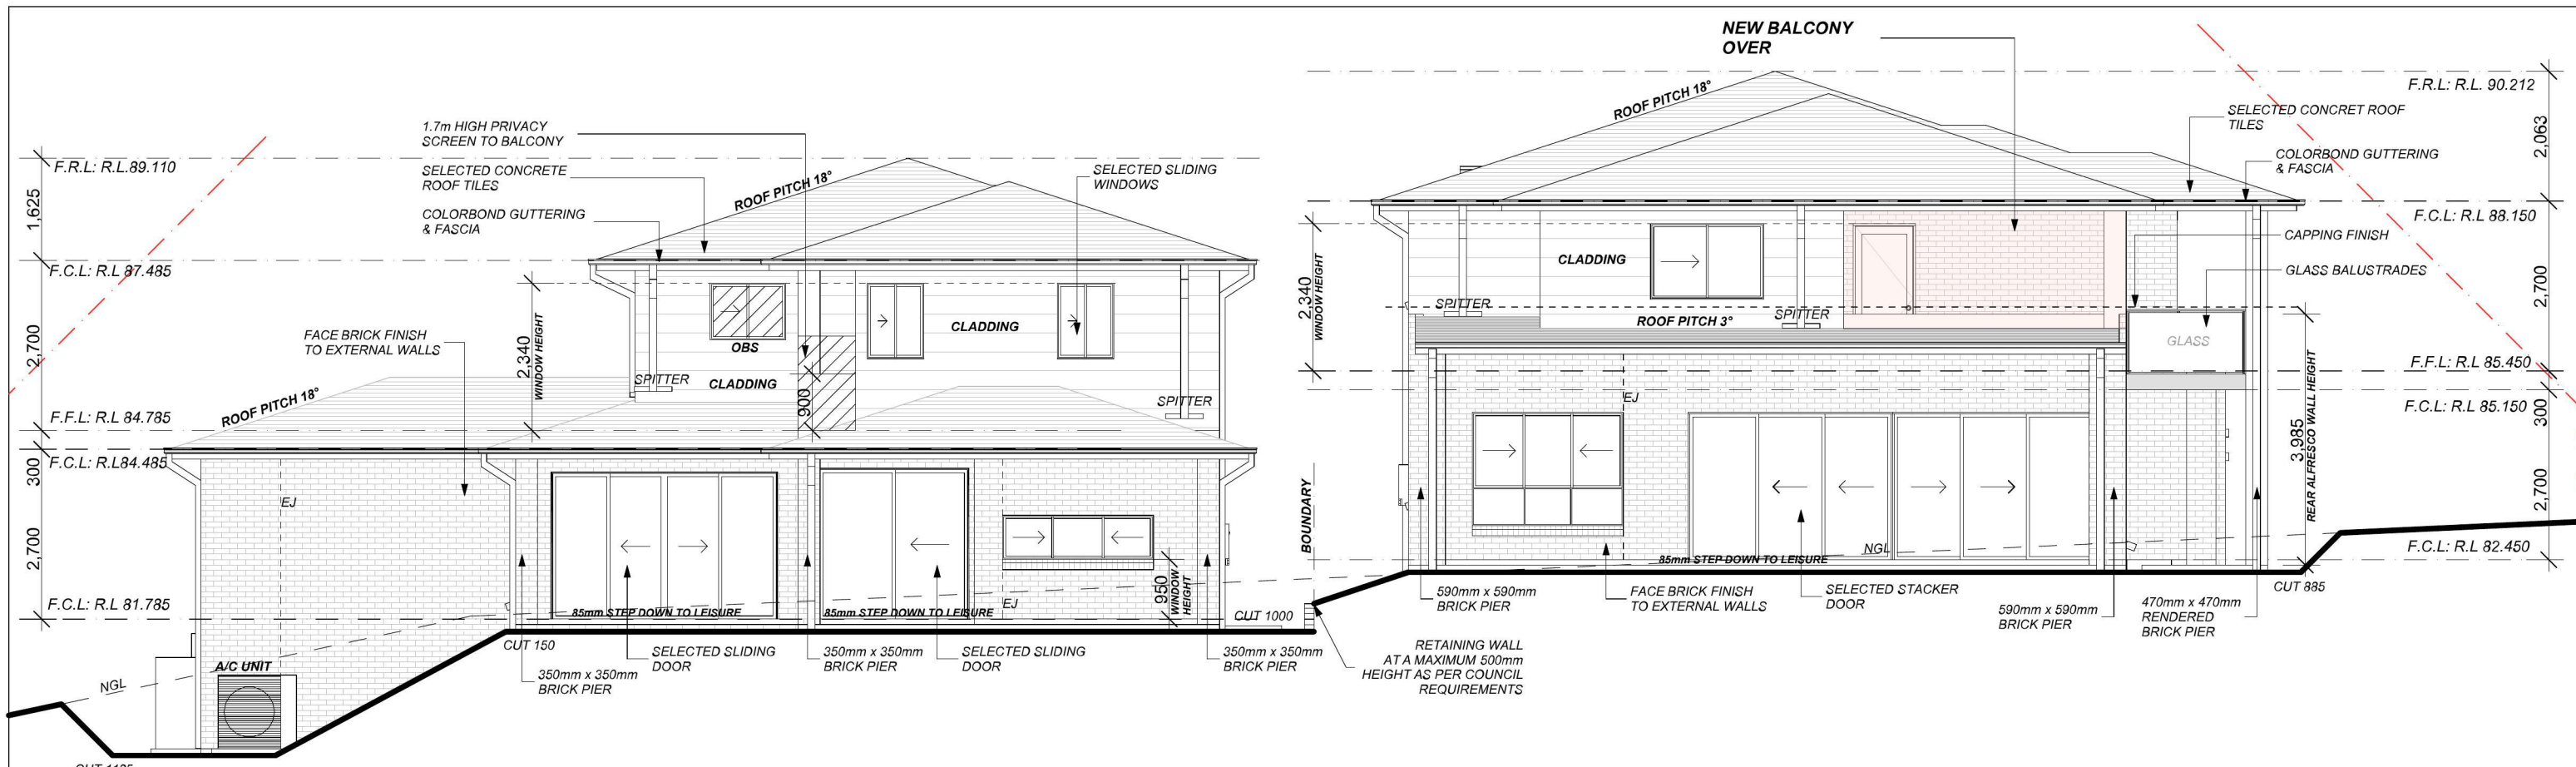 F.R.L: R.L.89.110
1,625
F.C.L: R.L 87.485
2,700
F.F.L: R.L 84.785
300
F.C.L: R.L84.485
2,700
F.C.L: R.L 81.785
1.7m HIGH PRIVACY
SCREEN TO BALCONY
SELECTED CONCRETE
ROOF TILES
COLORBOND GUTTERING
& FASCIA
FACE BRICK FINISH
TO EXTERNAL WALLS
ROOF PITCH 18°
ROOF PITCH 18°
SELECTED SLIDING
WINDOWS
2,340
WINDOW HEIGHT
OBS
CLADDING
CLADDING
SPITTER
SPITTER
900
EJ
EJ
950
WINDOW
HEIGHT
85mm STEP DOWN TO LEISURE
85mm STEP DOWN TO LEISURE
A/C UNIT
NGL
CUT 150
CUT 1000
350mm x 350mm
BRICK PIER
SELECTED SLIDING
DOOR
350mm x 350mm
BRICK PIER
SELECTED SLIDING
DOOR
350mm x 350mm
BRICK PIER
RETAINING WALL
AT A MAXIMUM 500mm
HEIGHT AS PER COUNCIL
REQUIREMENTS
NEW BALCONY
OVER
ROOF PITCH 18°
F.R.L: R.L. 90.212
SELECTED CONCRET ROOF
TILES
2,063
COLORBOND GUTTERING
& FASCIA
F.C.L: R.L 88.150
CAPPING FINISH
GLASS BALUSTRADES
2,700
2,340
WINDOW HEIGHT
CLADDING
SPITTER
SPITTER
ROOF PITCH 3°
GLASS
F.F.L: R.L 85.450
F.C.L: R.L 85.150
300
3,985
REAR ALFRESCO WALL HEIGHT
2,700
EJ
BOUNDARY
NGL
85mm STEP DOWN TO LEISURE
F.C.L: R.L 82.450
CUT 885
590mm x 590mm
BRICK PIER
FACE BRICK FINISH
TO EXTERNAL WALLS
SELECTED STACKER
DOOR
590mm x 590mm
BRICK PIER
470mm x 470mm
RENDERED
BRICK PIER